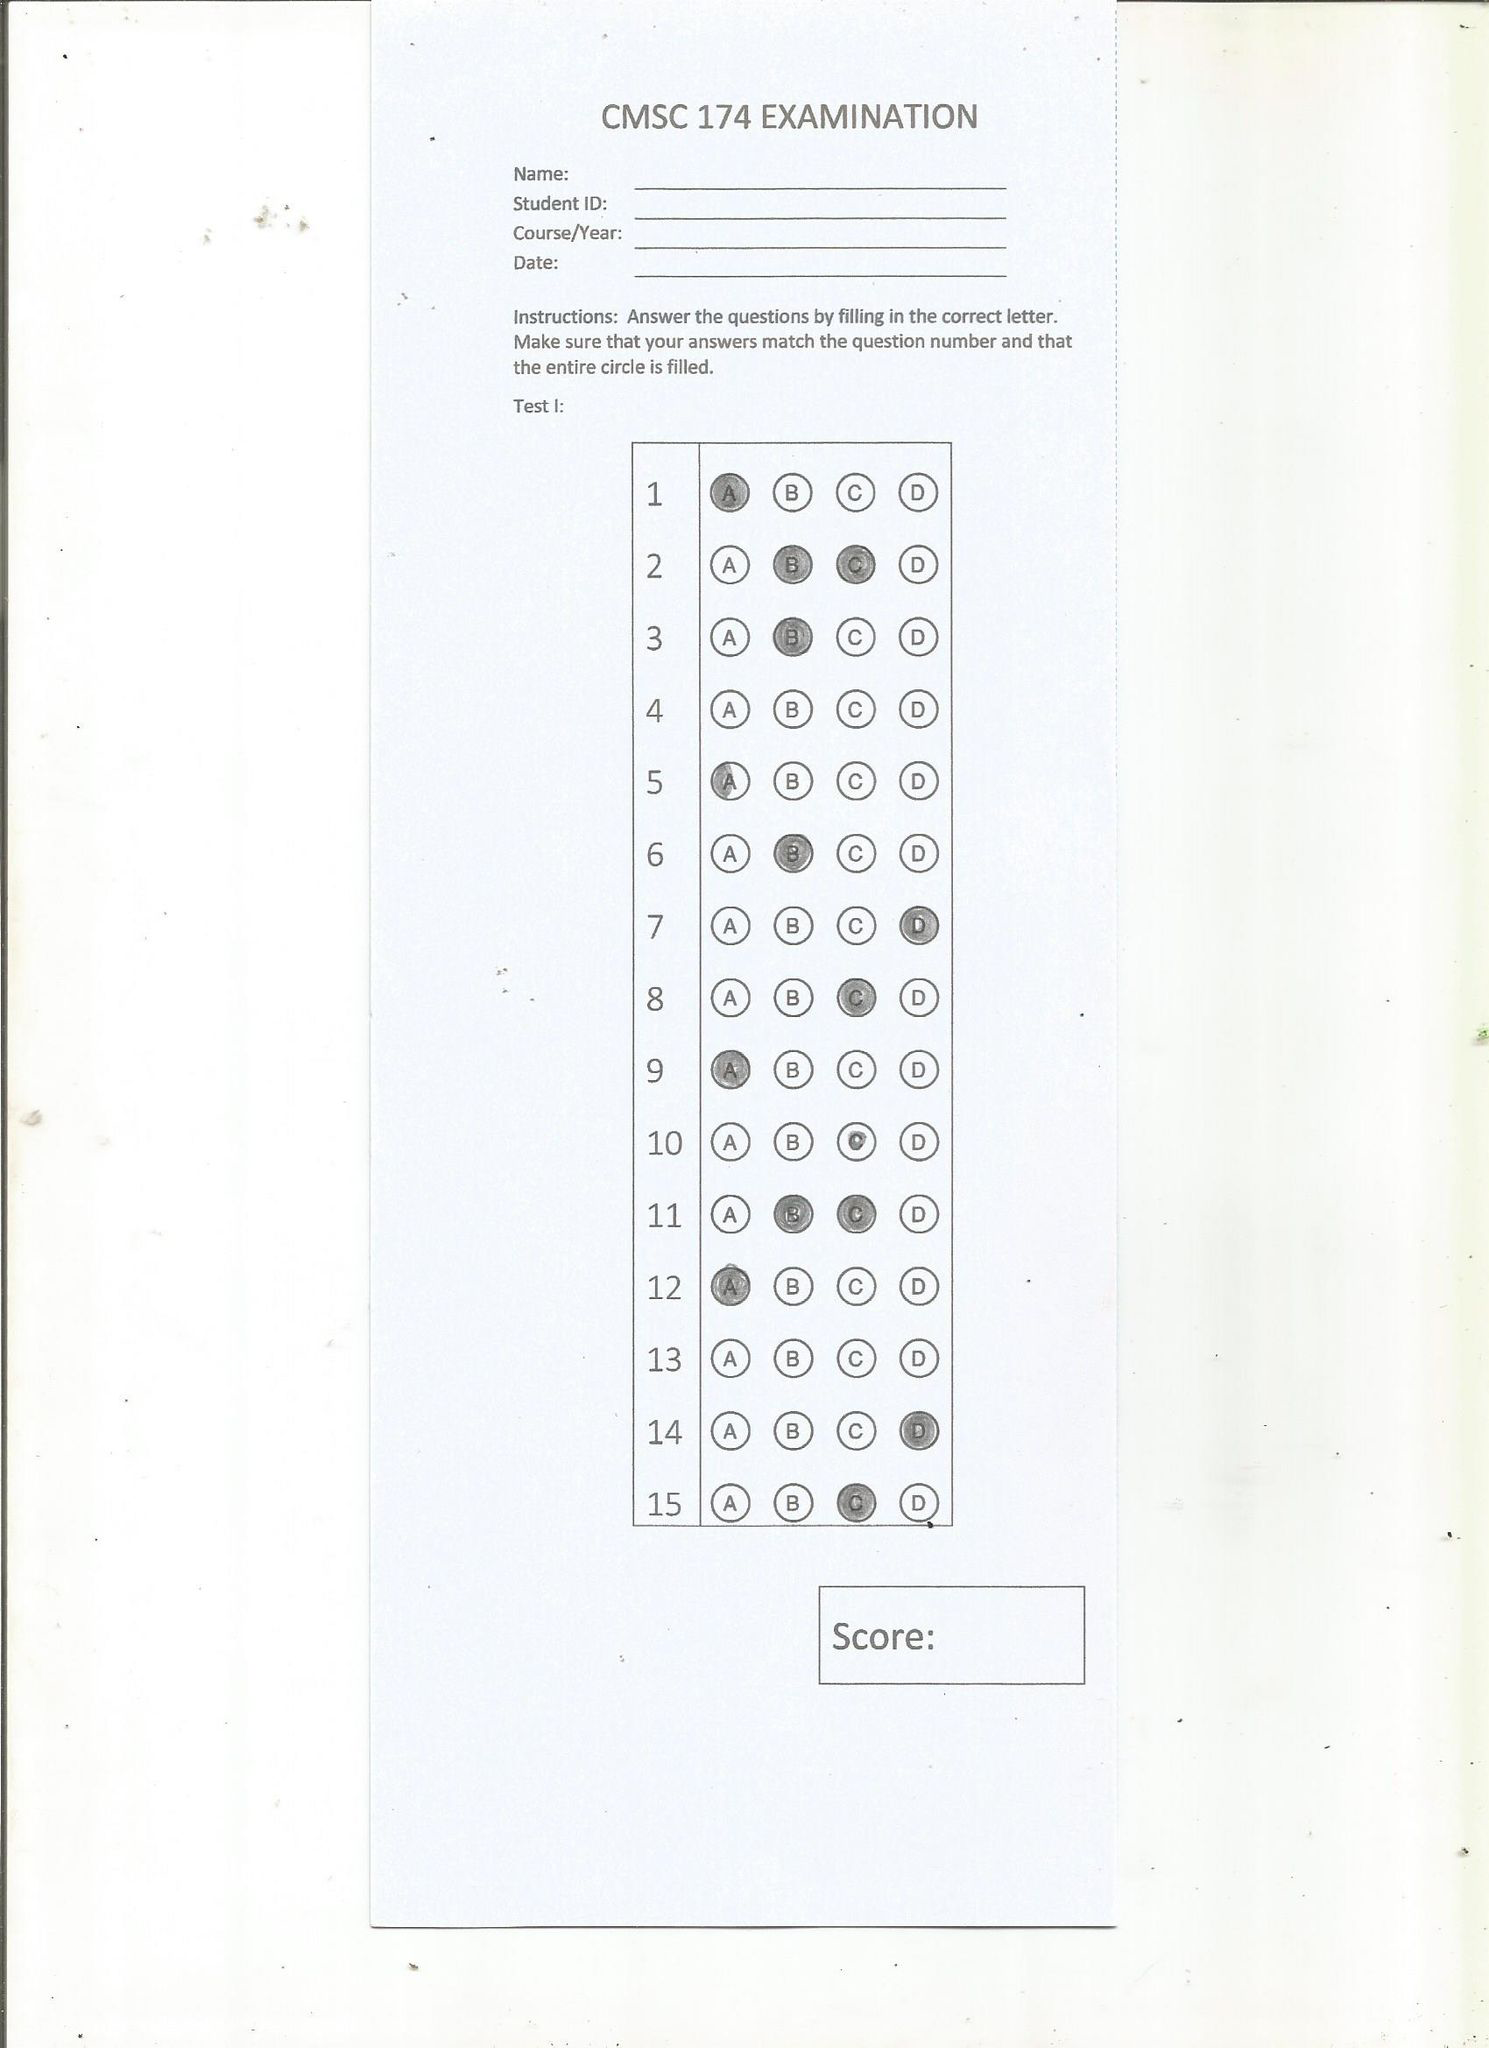 CMSC 174 EXAMINATION
Name:
Student ID:
Course/Year:
Date:
Instructions: Answer the questions by filling in the correct letter.
Make sure that your answers match the question number and that
the entire circle is filled.
Test I:
1 A B C D
2 A B C D
3 A B C D
4 A B C D
5 A B C D
6 A B C D
7 A B C D
8 A B C D
9 A B C D
10 A B C D
11 A B C D
12 A B C D
13 A B C D
14 A B C D
15 A B C D
Score: